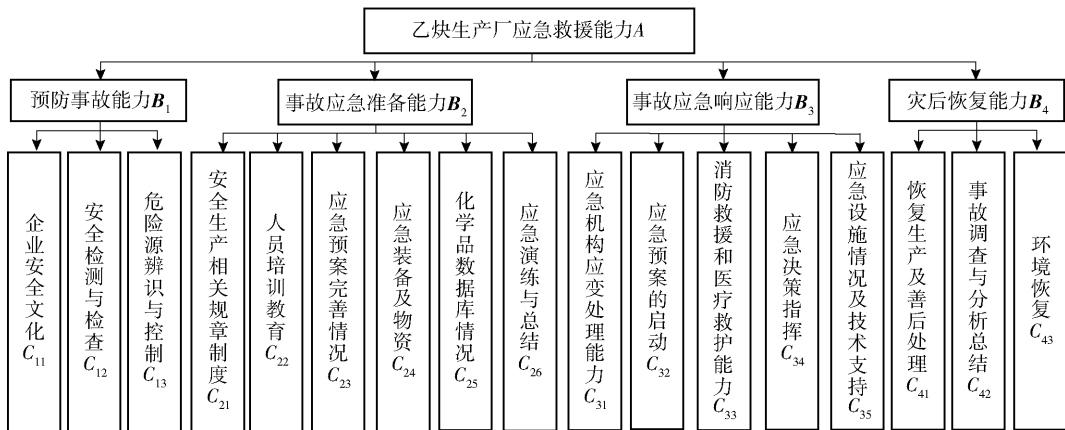 乙炔生产厂应急救援能力A
预防事故能力B1
事故应急准备能力B2
事故应急响应能力B3
灾后恢复能力B4
企业安全文化C11
安全检测与检查C12
危险源辨识与控制C13
安全生产相关规章制度C21
人员培训教育C22
应急预案完善情况C23
应急装备及物资C24
化学品数据库情况C25
应急演练与总结C26
应急机构应变处理能力C31
应急预案的启动C32
消防救援和医疗救护能力C33
应急决策指挥C34
应急设施情况及技术支持C35
恢复生产及善后处理C41
事故调查与分析总结C42
环境恢复C43